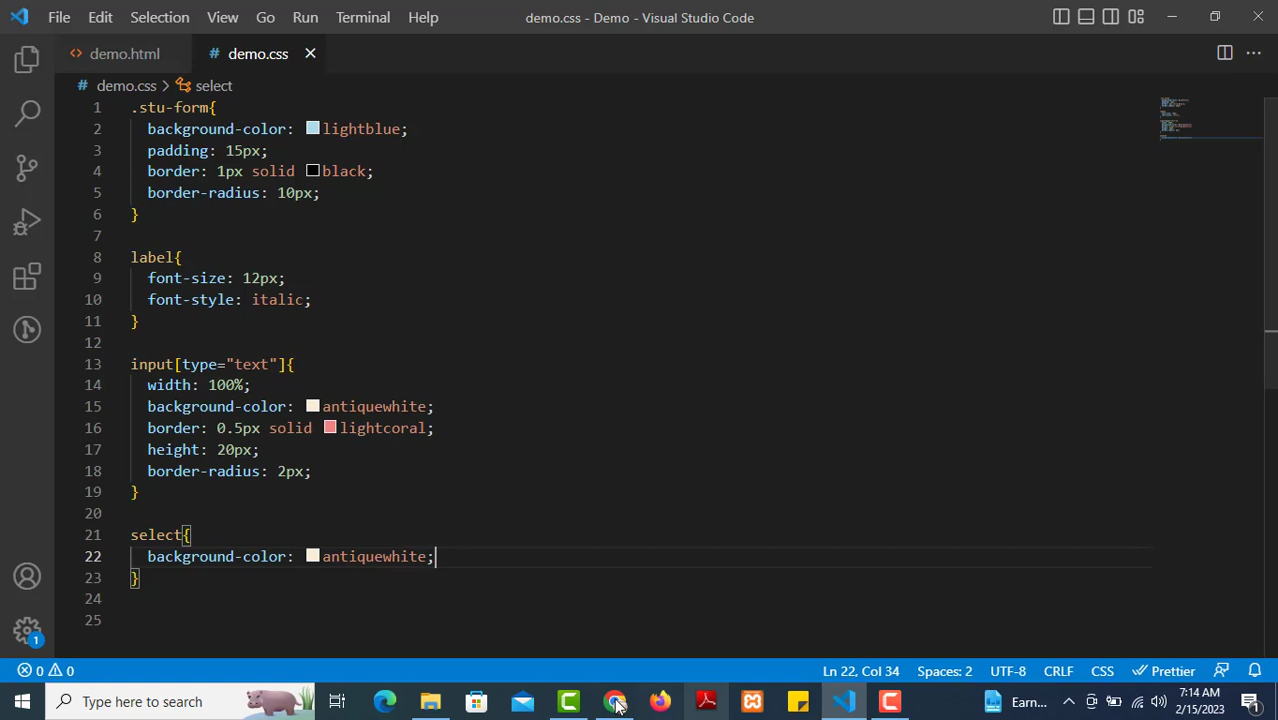 File Edit Selection View Go Run Terminal Help demo.css - Demo - Visual Studio Code
demo.html # demo.css
# demo.css > select
1 .stu-form{
2 background-color: lightblue;
3 padding: 15px;
4 border: 1px solid black;
5 border-radius: 10px;
6 }
7
8 label{
9 font-size: 12px;
10 font-style: italic;
11 }
12
13 input[type="text"]{
14 width: 100%;
15 background-color: antiquewhite;
16 border: 0.5px solid lightcoral;
17 height: 20px;
18 border-radius: 2px;
19 }
20
21 select{
22 background-color: antiquewhite;
23 }
24
25
1
0 0 Ln 22, Col 34 Spaces: 2 UTF-8 CRLF CSS Prettier
Type here to search Earn... 7:14 AM
2/15/2023 1